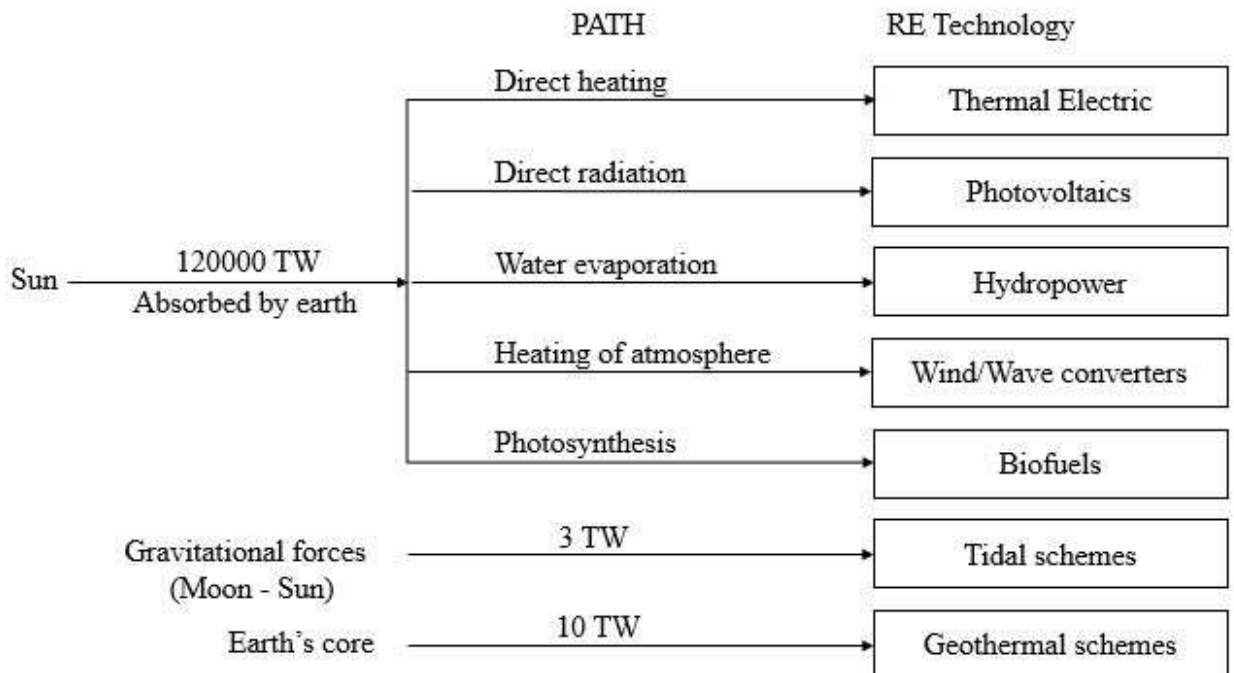 PATH RE Technology
Direct heating
Thermal Electric
Direct radiation
Photovoltaics
Sun
120000 TW
Absorbed by earth
Water evaporation
Hydropower
Heating of atmosphere
Wind/Wave converters
Photosynthesis
Biofuels
Gravitational forces
(Moon - Sun)
3 TW
Tidal schemes
Earth’s core
10 TW
Geothermal schemes